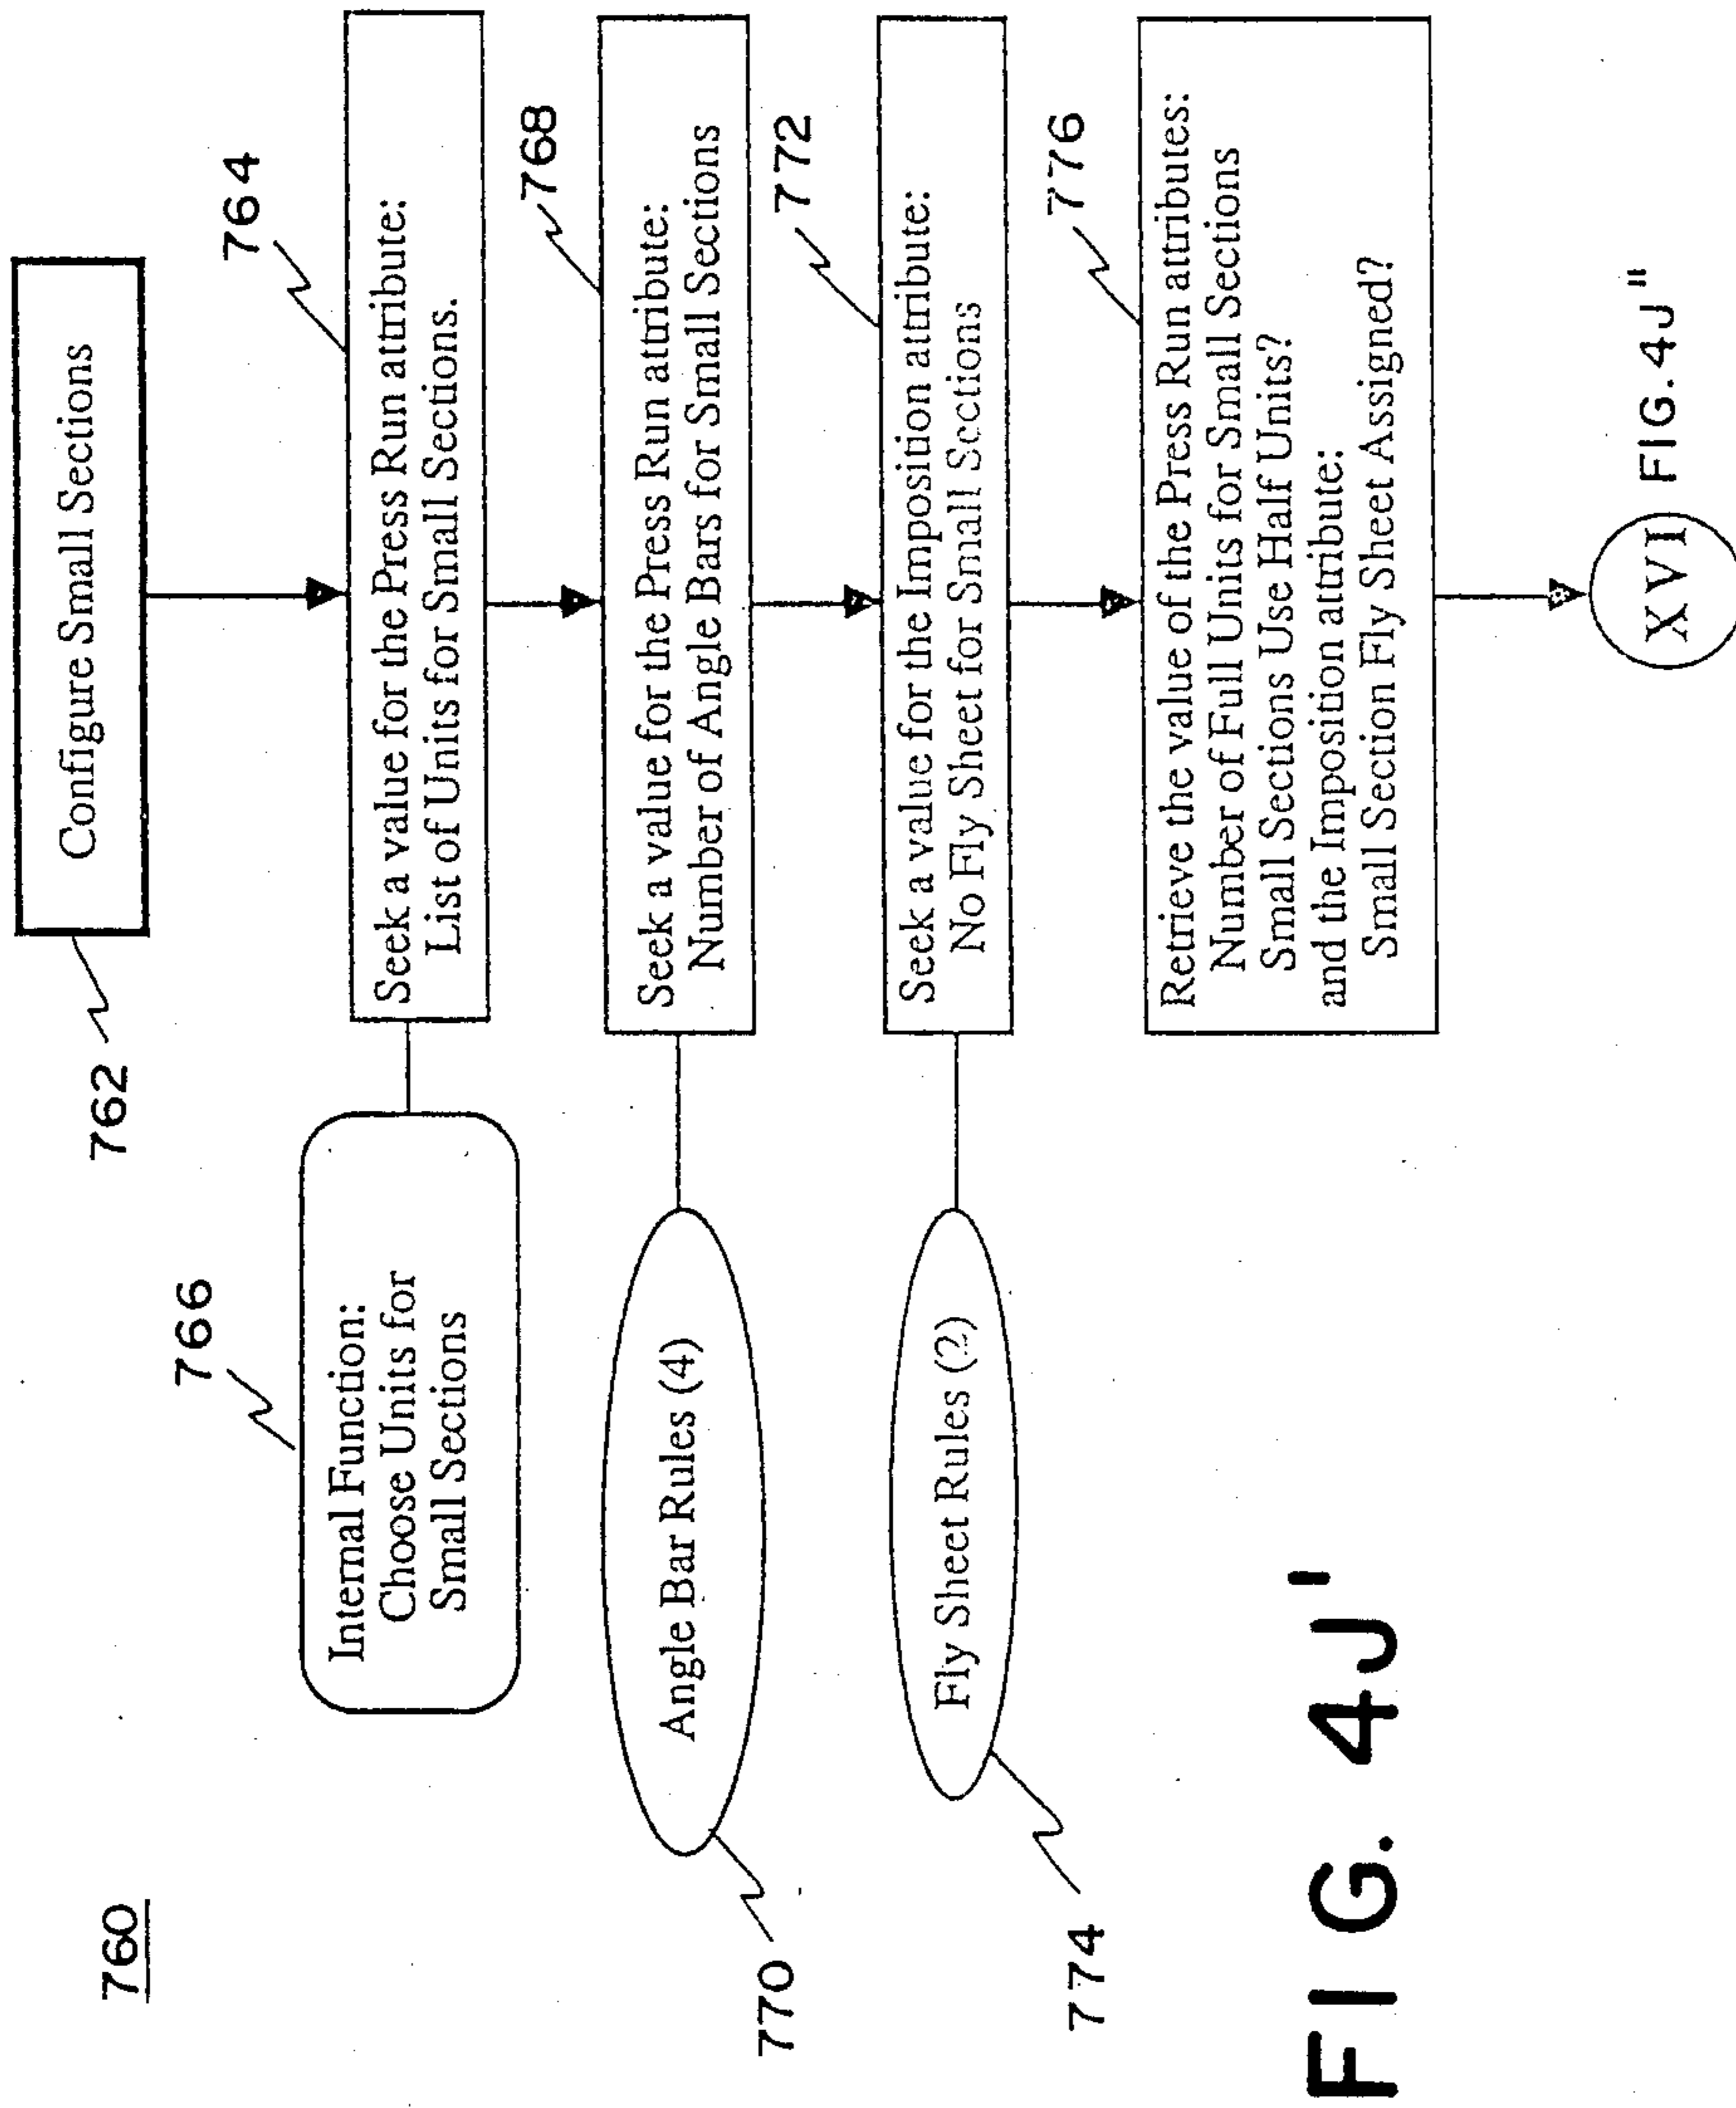 760
762
Configure Small Sections
764
Seek a value for the Press Run attribute:
List of Units for Small Sections.
766
Internal Function:
Choose Units for
Small Sections
768
Seek a value for the Press Run attribute:
Number of Angle Bars for Small Sections
770
Angle Bar Rules (4)
772
Seek a value for the Imposition attribute:
No Fly Sheet for Small Sections
774
Fly Sheet Rules (2)
776
Retrieve the value of the Press Run attributes:
Number of Full Units for Small Sections
Small Sections Use Half Units?
and the Imposition attribute:
Small Section Fly Sheet Assigned?
XVI
FIG. 4J"
FIG. 4J'